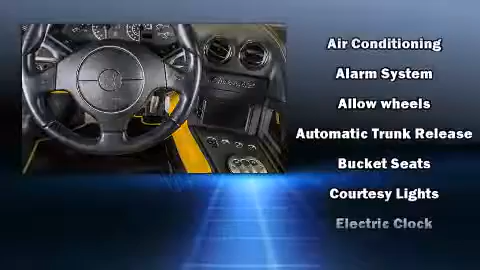 Air Conditioning
Alarm System
Allow wheels
Automatic Trunk Release
Bucket Seats
Courtesy Lights
Electric Clock